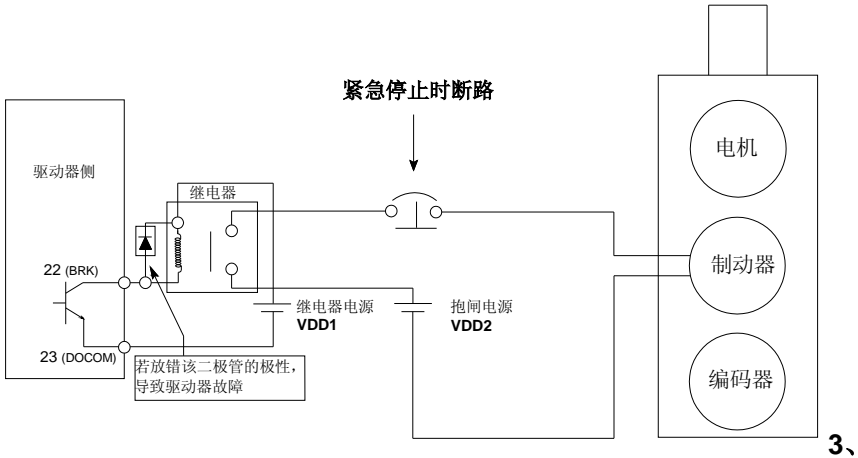 紧急停止时断路
电机
驱动器侧
继电器
制动器
22 (BRK)
继电器电源
VDD1
抱闸电源
VDD2
23 (DOCOM)
若放错该二极管的极性，
导致驱动器故障
编码器
3、